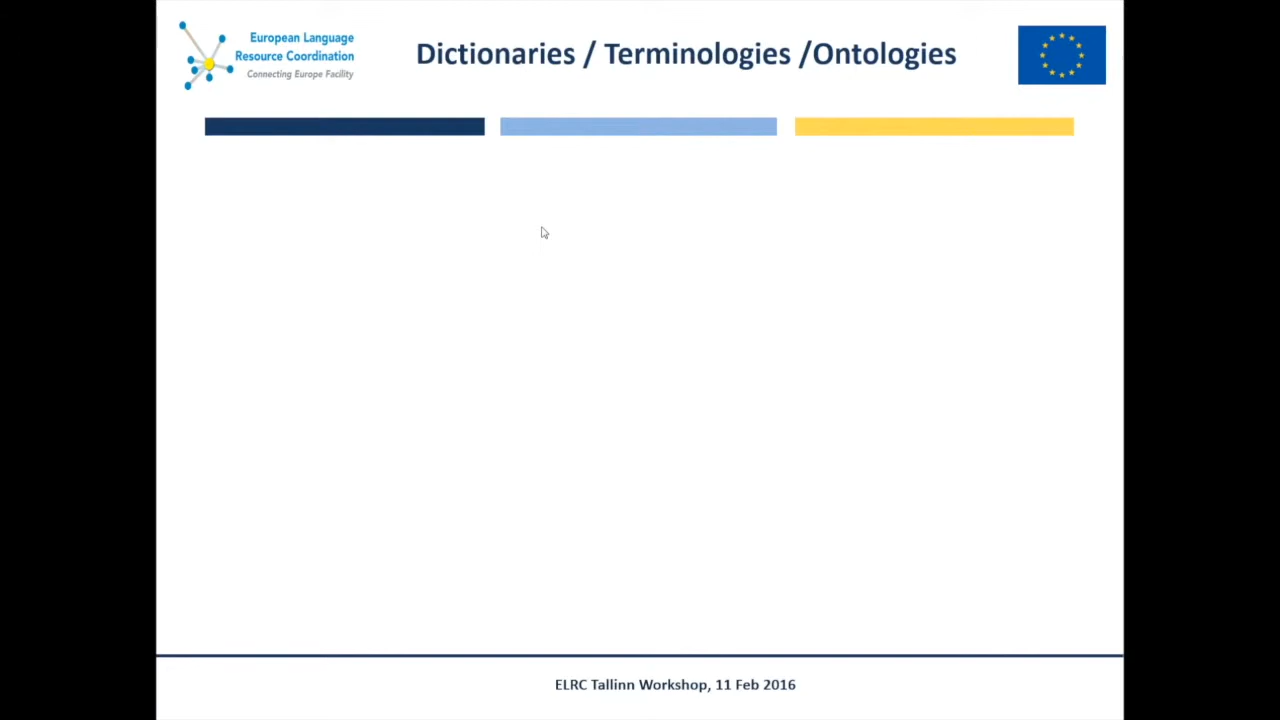 European Language
Resource Coordination
Connecting Europe Facility
Dictionaries / Terminologies /Ontologies
ELRC Tallinn Workshop, 11 Feb 2016